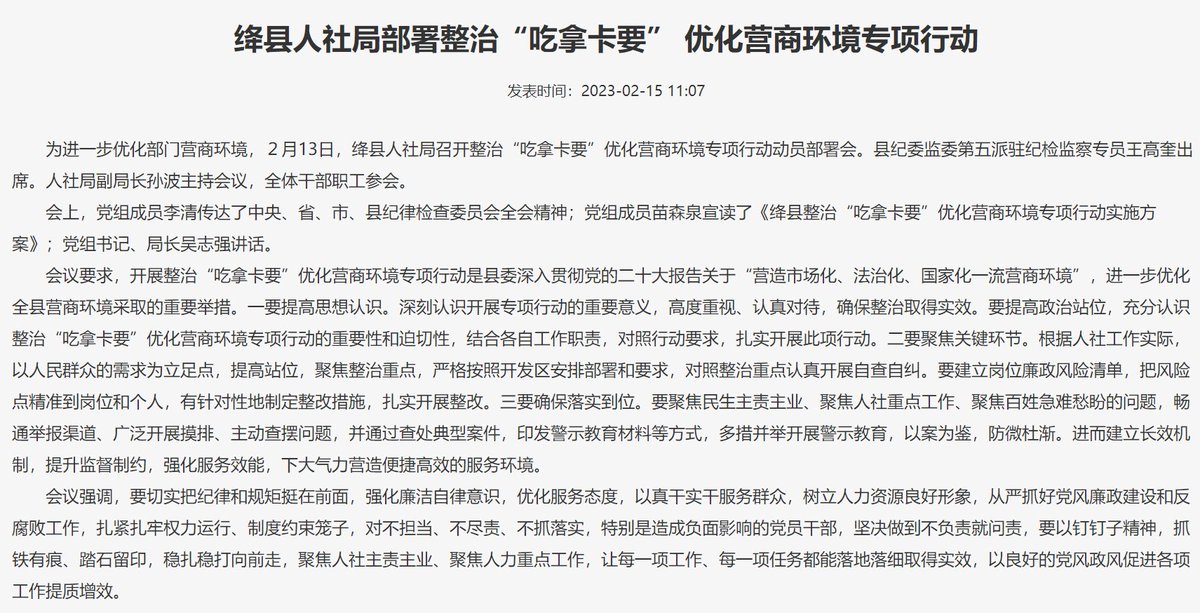 绛县人社局部署整治“吃拿卡要” 优化营商环境专项行动
发表时间：2023-02-15 11:07
为进一步优化部门营商环境，２月13日，绛县人社局召开整治“吃拿卡要”优化营商环境专项行动动员部署会。县纪委监委第五派驻纪检监察专员王高奎出
席。人社局副局长孙波主持会议，全体干部职工参会。
会上，党组成员李清传达了中央、省、市、县纪律检查委员会全会精神；党组成员苗森泉宣读了《绛县整治“吃拿卡要”优化营商环境专项行动实施方
案》；党组书记、局长吴志强讲话。
会议要求，开展整治“吃拿卡要”优化营商环境专项行动是县委深入贯彻党的二十大报告关于“营造市场化、法治化、国家化一流营商环境”，进一步优化
全县营商环境采取的重要举措。一要提高思想认识。深刻认识开展专项行动的重要意义，高度重视、认真对待，确保整治取得实效。要提高政治站位，充分认识
整治“吃拿卡要”优化营商环境专项行动的重要性和迫切性，结合各自工作职责，对照行动要求，扎实开展此项行动。二要聚焦关键环节。根据人社工作实际，
以人民群众的需求为立足点，提高站位，聚焦整治重点，严格按照开发区安排部署和要求，对照整治重点认真开展自查自纠。要建立岗位廉政风险清单，把风险
点精准到岗位和个人，有针对性地制定整改措施，扎实开展整改。三要确保落实到位。要聚焦民生主责主业、聚焦人社重点工作、聚焦百姓急难愁盼的问题，畅
通举报渠道、广泛开展摸排、主动查摆问题，并通过查处典型案件，印发警示教育材料等方式，多措并举开展警示教育，以案为鉴，防微杜渐。进而建立长效机
制，提升监督制约，强化服务效能，下大气力营造便捷高效的服务环境。
会议强调，要切实把纪律和规矩挺在前面，强化廉洁自律意识，优化服务态度，以真干实干服务群众，树立人力资源良好形象，从严抓好党风廉政建设和反
腐败工作，扎紧扎牢权力运行、制度约束笼子，对不担当、不尽责、不抓落实，特别是造成负面影响的党员干部，坚决做到不负责就问责，要以钉钉子精神，抓
铁有痕、踏石留印，稳扎稳打向前走，聚焦人社主责主业、聚焦人力重点工作，让每一项工作、每一项任务都能落地落细取得实效，以良好的党风政风促进各项
工作提质增效。